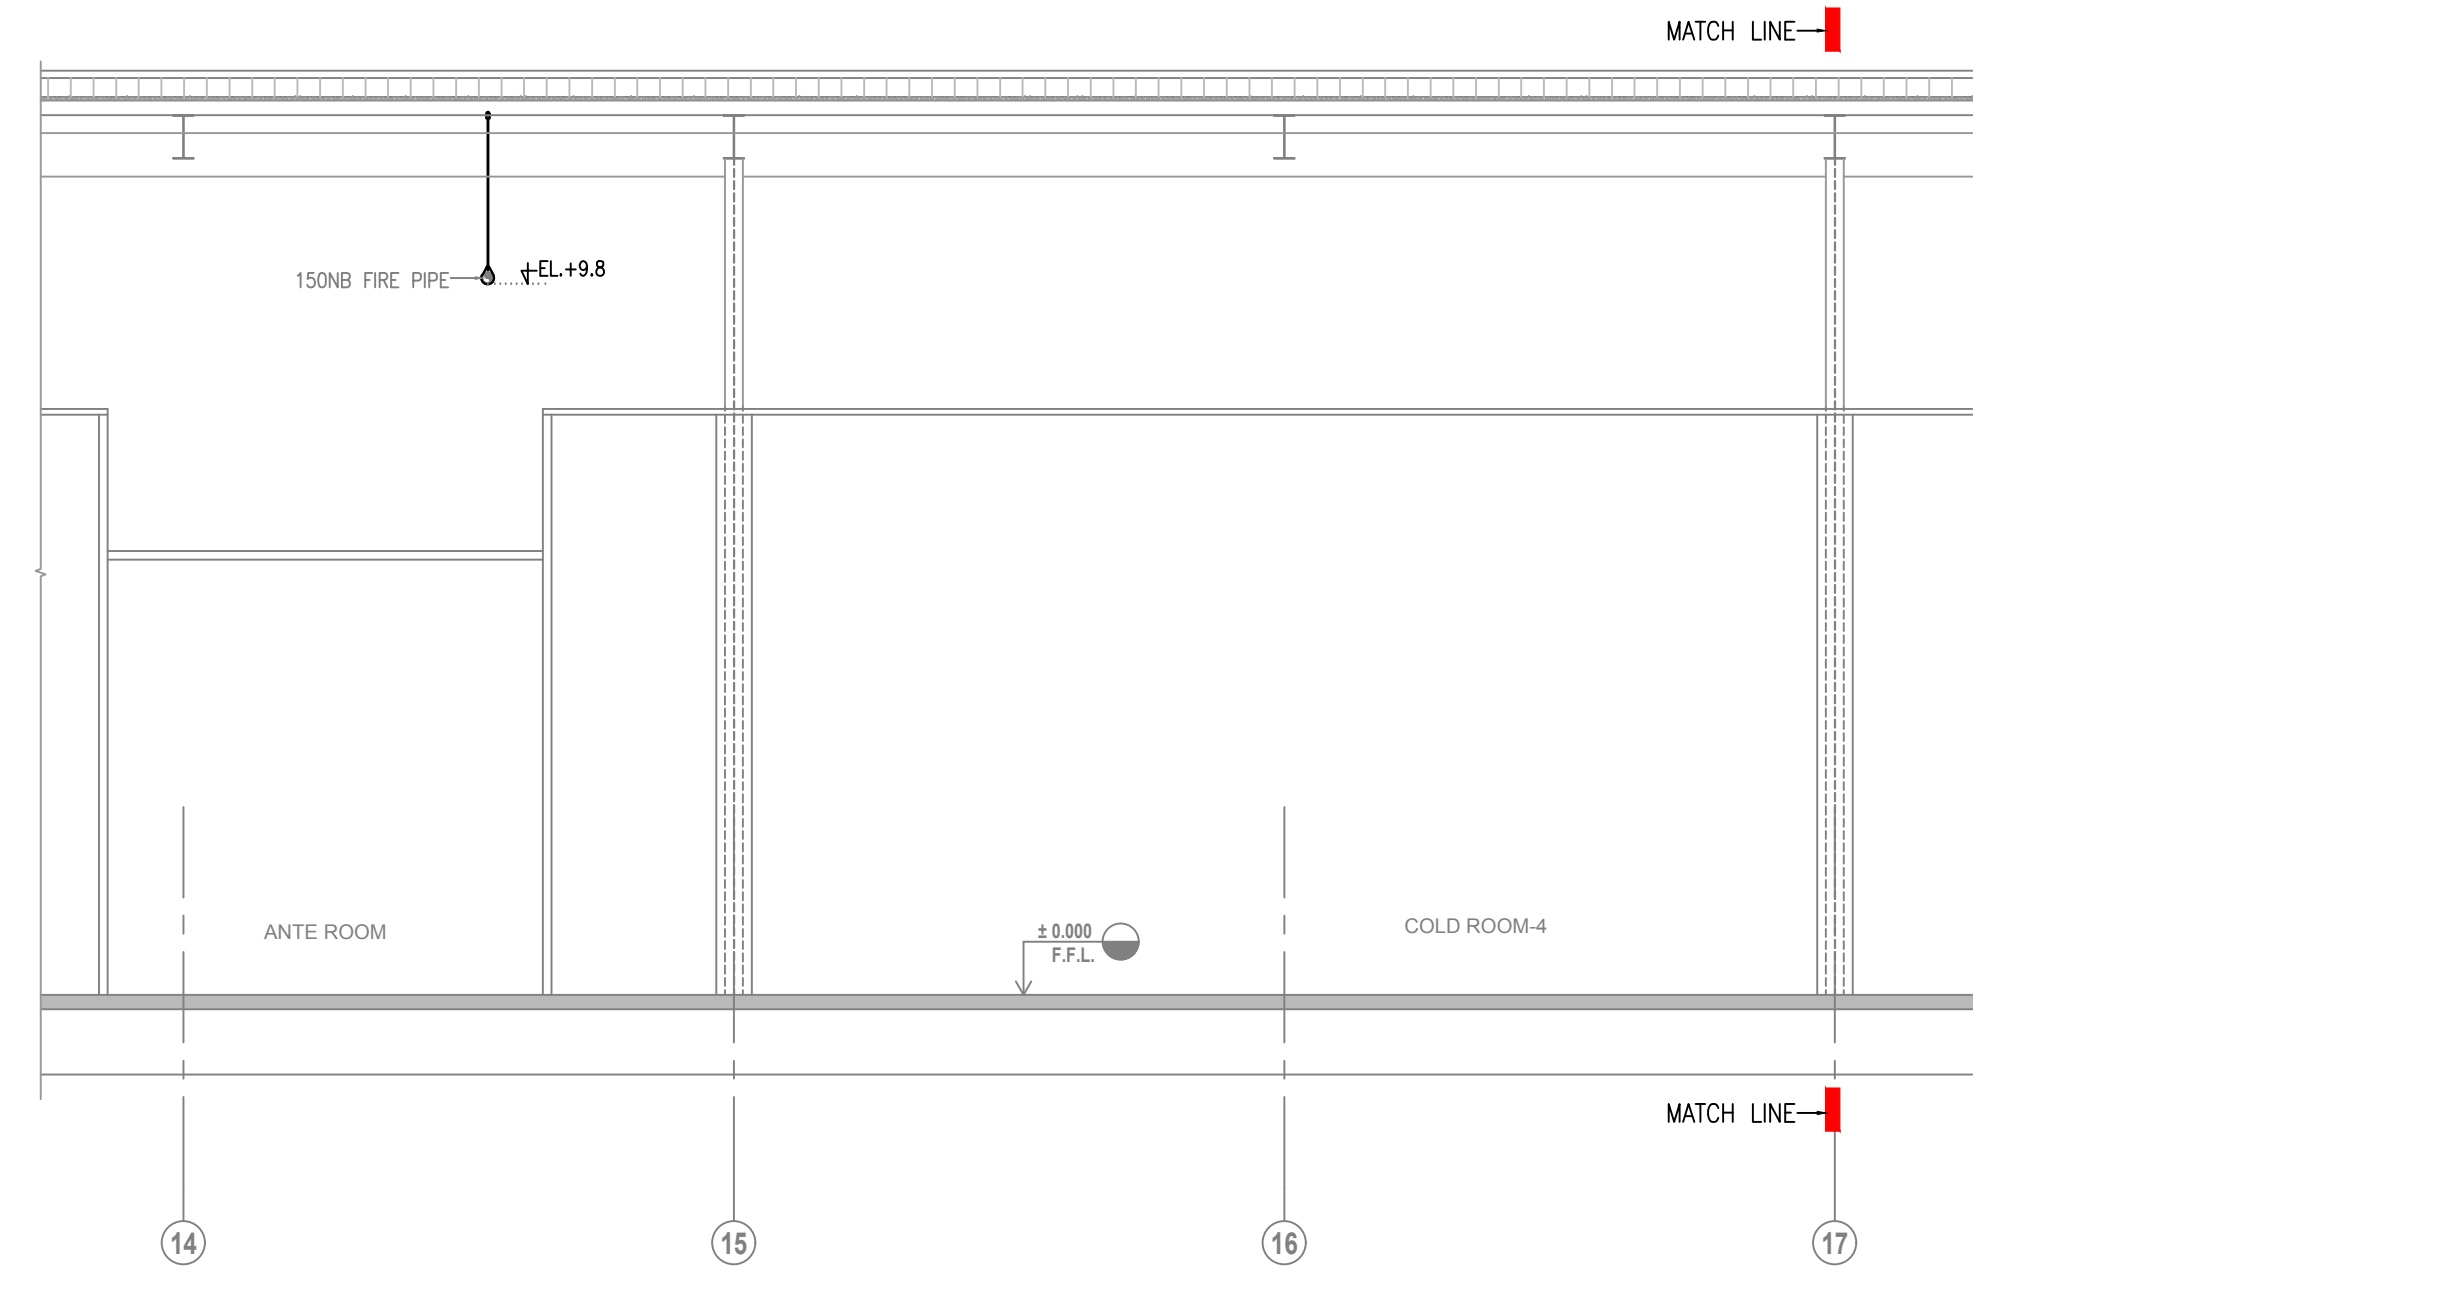 MATCH LINE
EL.+9.8
150NB FIRE PIPE
± 0.000
F.F.L.
COLD ROOM-4
ANTE ROOM
MATCH LINE
14
15
16
17